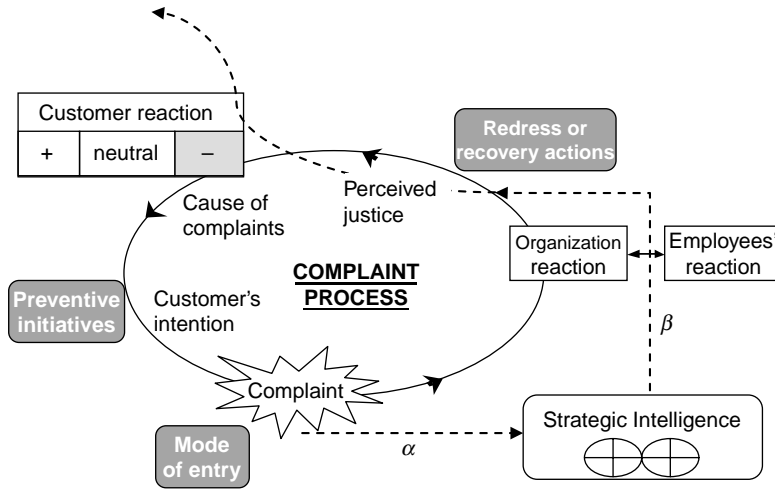 Customer reaction
+ neutral –
Redress or
recovery actions
Perceived
justice
Cause of
complaints
Organization
reaction
Employees'
reaction
COMPLAINT
PROCESS
Preventive
initiatives
Customer's
intention
β
Complaint
Strategic Intelligence
Mode
of entry
α